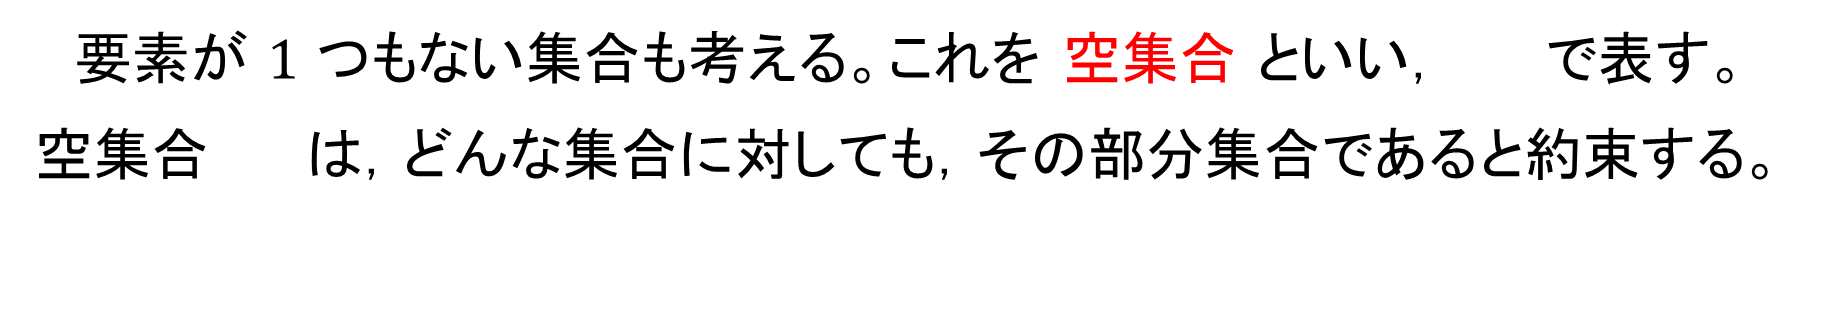 要素が 1 つもない集合も考える。これを 空集合 といい, で表す。
空集合 は, どんな集合に対しても, その部分集合であると約束する。